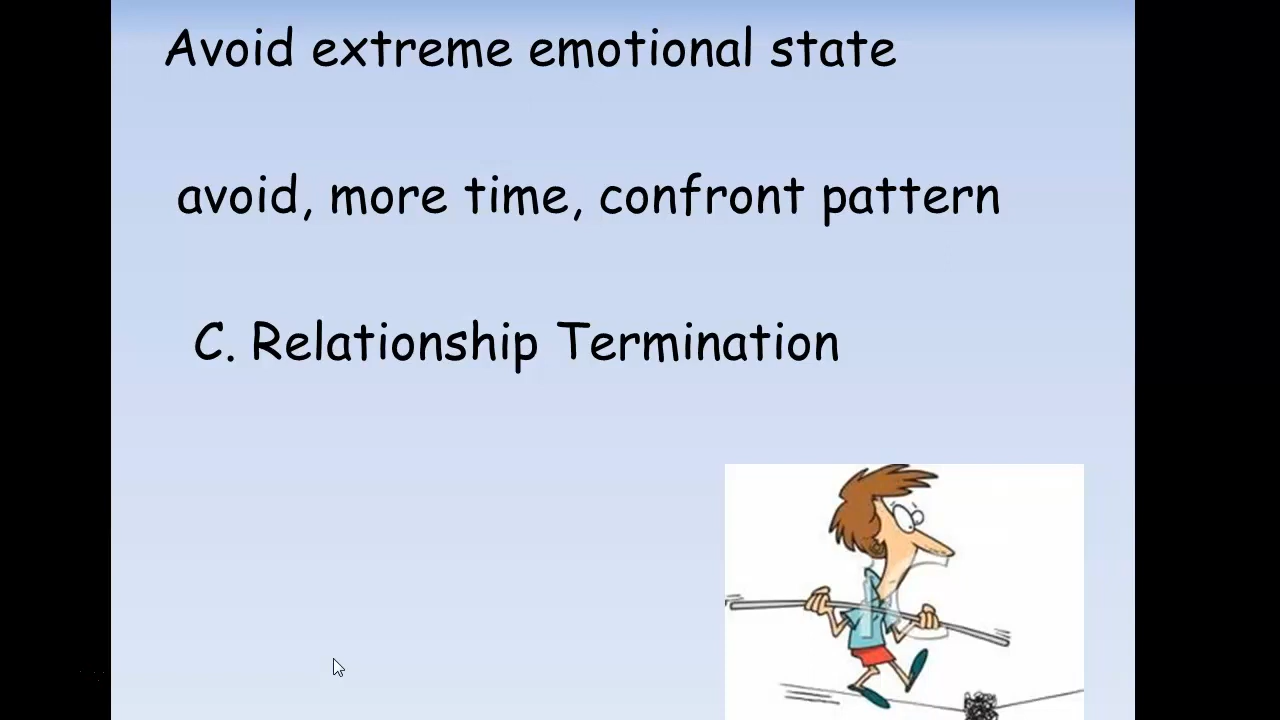 Avoid extreme emotional state
avoid, more time, confront pattern
C. Relationship Termination